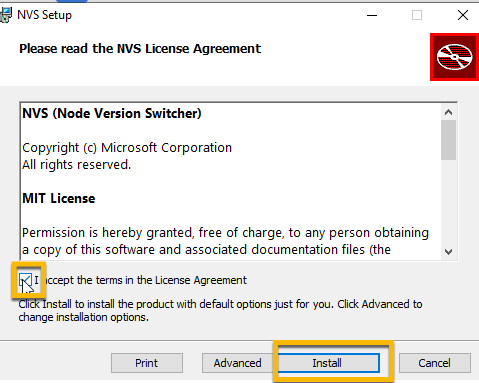 NVS Setup
Please read the NVS License Agreement
NVS (Node Version Switcher)
Copyright (c) Microsoft Corporation
All rights reserved.
MIT License
Permission is hereby granted, free of charge, to any person obtaining
a copy of this software and associated documentation files (the
I accept the terms in the License Agreement
Click Install to install the product with default options just for you. Click Advanced to
change installation options.
Print Advanced Install Cancel